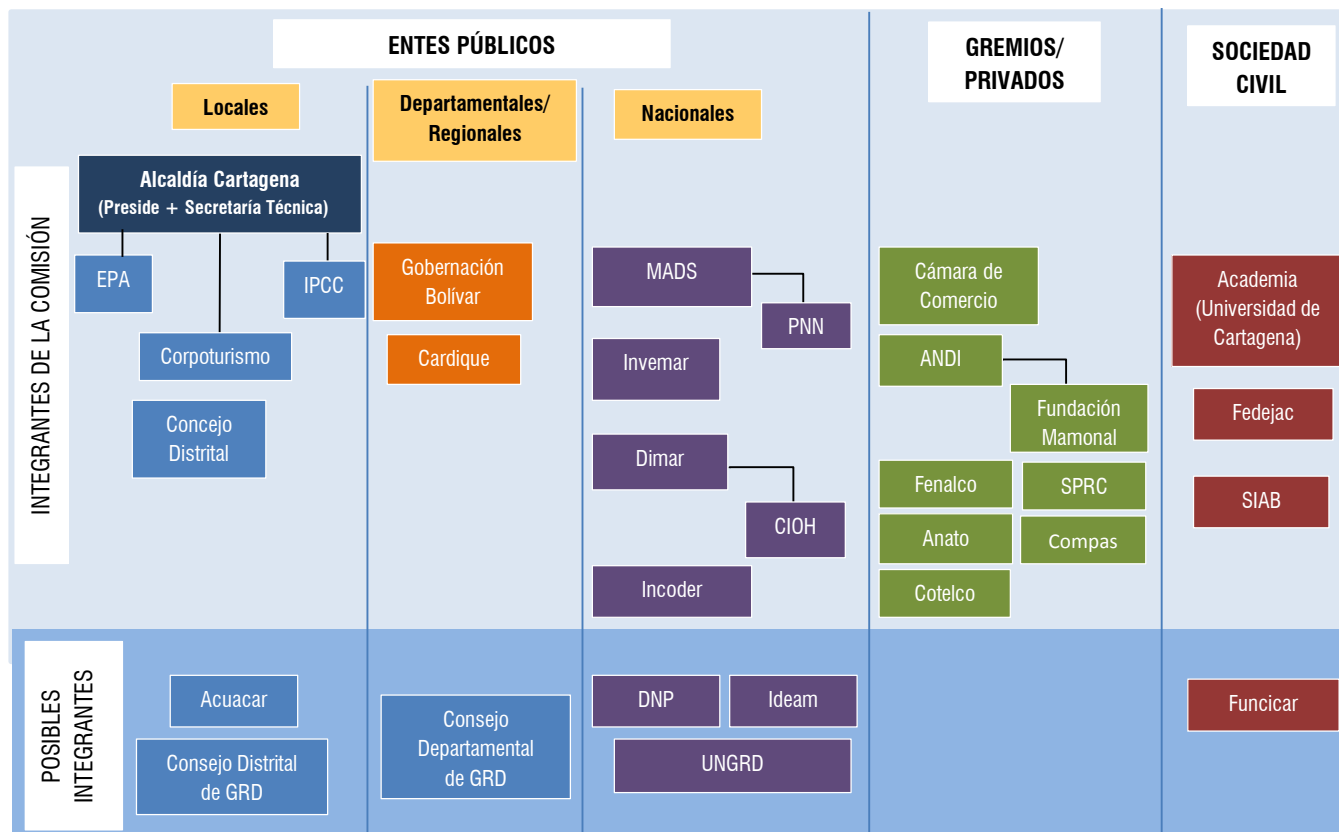 ENTES PÚBLICOS
GREMIOS/
PRIVADOS
SOCIEDAD
CIVIL
Locales
Departamentales/
Regionales
Nacionales
INTEGRANTES DE LA COMISIÓN
Alcaldía Cartagena
(Preside + Secretaría Técnica)
EPA
IPCC
Corpoturismo
Concejo
Distrital
Gobernación
Bolívar
Cardique
MADS
PNN
Invemar
Dimar
CIOH
Incoder
Cámara de
Comercio
ANDI
Fundación
Mamonal
Fenalco
SPRC
Anato
Compas
Cotelco
Academia
(Universidad de
Cartagena)
Fedejac
SIAB
POSIBLES
INTEGRANTES
Acuacar
Consejo Distrital
de GRD
Consejo
Departamental
de GRD
DNP
Ideam
UNGRD
Funcicar